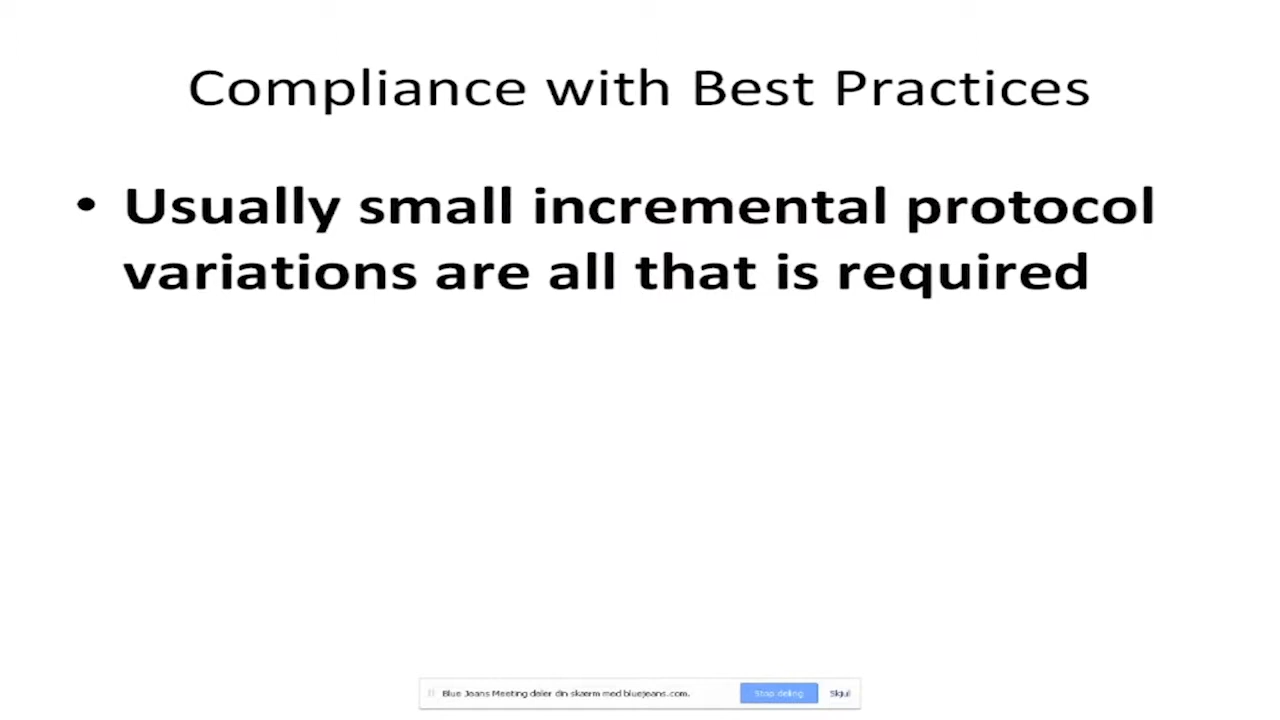 Compliance with Best Practices
• Usually small incremental protocol
variations are all that is required
Blue Jeans Meeting deler din skærm med bluejeans.com.
Stop deling
Skjul